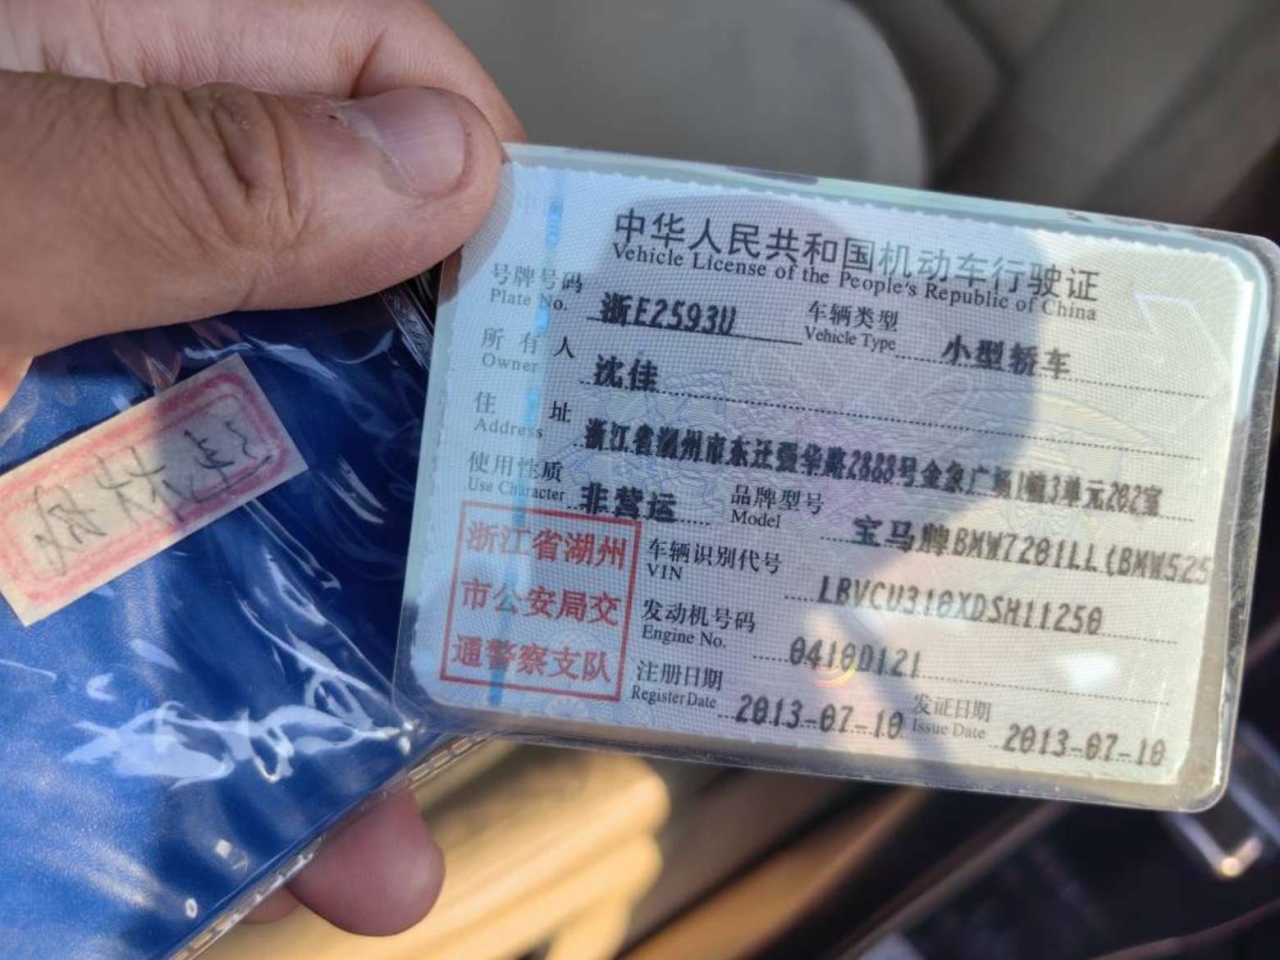 中华人民共和国机动车行驶证
Vehicle License of the People's Republic of China
号牌号码 浙E2593U 车辆类型 小型轿车
Plate No. Vehicle Type
所有人 沈佳
Owner
住址 浙江省湖州市东迁强华路2888号金象广场1幢3单元202室
Address
使用性质 非营运 品牌型号 宝马牌BMW7201LL(BMW525
Use Character Model
浙江省湖州
市公安局交
通警察支队
车辆识别代号 LBVCU310XDSH11250
VIN
发动机号码 0410D121
Engine No.
注册日期 2013-07-10 发证日期 2013-07-10
Register Date Issue Date